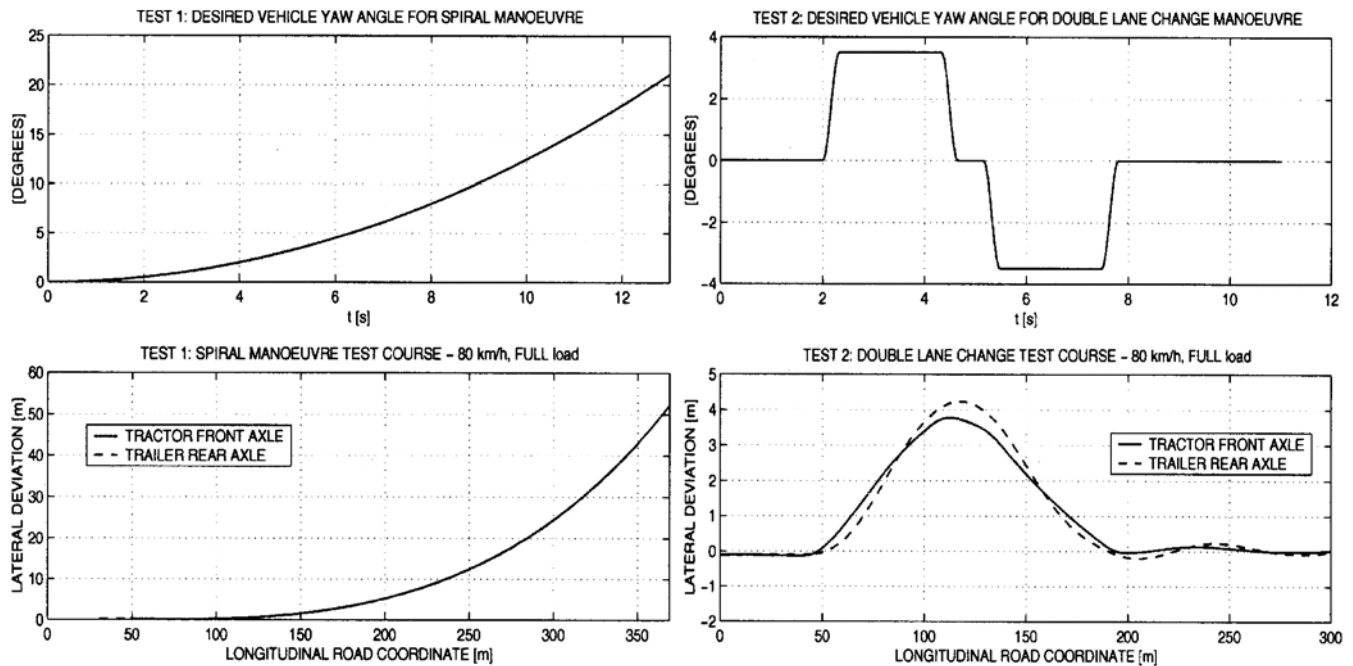 TEST 1: DESIRED VEHICLE YAW ANGLE FOR SPIRAL MANOEUVRE
[DEGREES]
25
20
15
10
5
0
0 2 4 6 8 10 12
t [s]
TEST 2: DESIRED VEHICLE YAW ANGLE FOR DOUBLE LANE CHANGE MANOEUVRE
[DEGREES]
4
2
0
-2
-4
0 2 4 6 8 10 12
t [s]
TEST 1: SPIRAL MANOEUVRE TEST COURSE – 80 km/h, FULL load
LATERAL DEVIATION [m]
60
50
40
30
20
10
0
TRACTOR FRONT AXLE
TRAILER REAR AXLE
0 50 100 150 200 250 300 350
LONGITUDINAL ROAD COORDINATE [m]
TEST 2: DOUBLE LANE CHANGE TEST COURSE – 80 km/h, FULL load
LATERAL DEVIATION [m]
5
4
3
2
1
0
-1
-2
TRACTOR FRONT AXLE
TRAILER REAR AXLE
0 50 100 150 200 250 300
LONGITUDINAL ROAD COORDINATE [m]